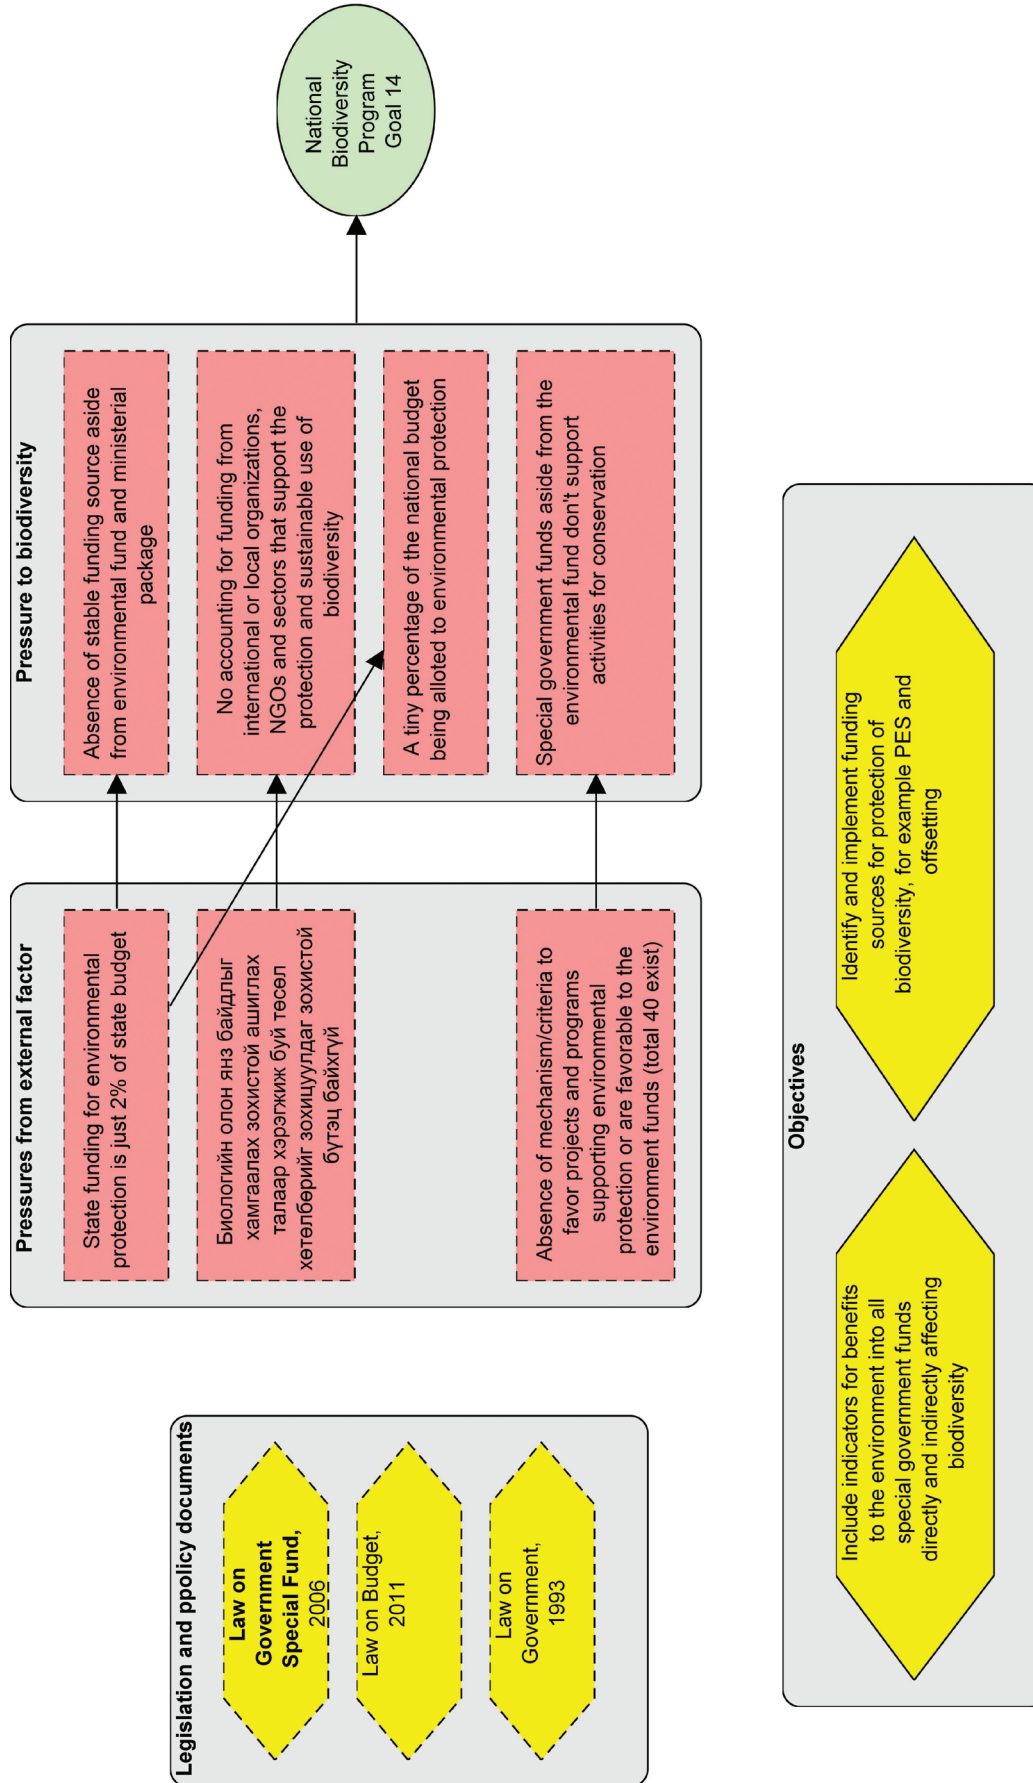 Legislation and ppolicy documents
Law on
Government
Special Fund,
2006
Law on Budget,
2011
Law on
Government,
1993
Pressures from external factor
State funding for environmental
protection is just 2% of state budget
Биологийн олон янз байдлыг
хамгаалах зохистой ашиглах
талаар хэрэгжиж буй төсөл
хөтөлбөрийг зохицуулдаг зохистой
бүтэц байхгүй
Absence of mechanism/criteria to
favor projects and programs
supporting environmental
protection or are favorable to the
environment funds (total 40 exist)
Pressure to biodiversity
Absence of stable funding source aside
from environmental fund and ministerial
package
No accounting for funding from
international or local organizations,
NGOs and sectors that support the
protection and sustainable use of
biodiversity
A tiny percentage of the national budget
being alloted to environmental protection
Special government funds aside from the
environmental fund don't support
activities for conservation
National
Biodiversity
Program
Goal 14
Objectives
Include indicators for benefits
to the environment into all
special government funds
directly and indirectly affecting
biodiversity
Identify and implement funding
sources for protection of
biodiversity, for example PES and
offsetting